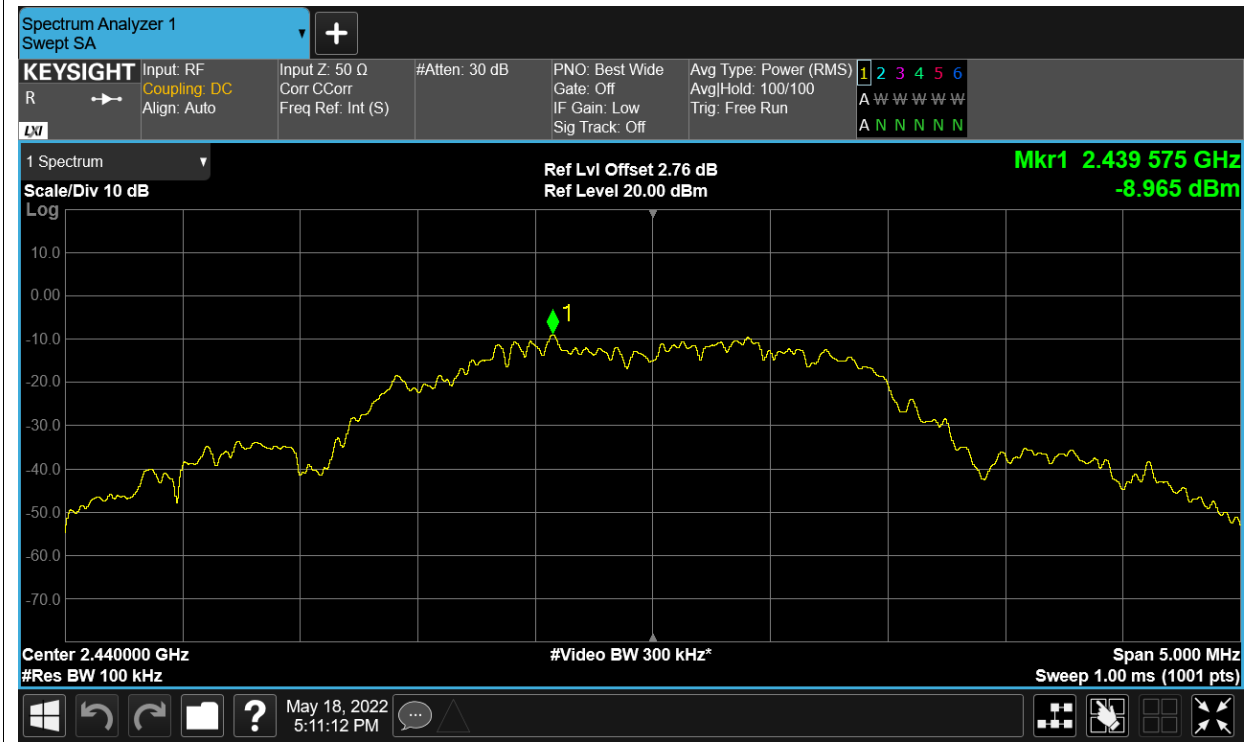 Spectrum Analyzer 1
Swept SA
+
KEYSIGHT
R
LXI
Input: RF
Coupling: DC
Align: Auto
Input Z: 50 Ω
Corr CCorr
Freq Ref: Int (S)
#Atten: 30 dB
PNO: Best Wide
Gate: Off
IF Gain: Low
Sig Track: Off
Avg Type: Power (RMS)
Avg|Hold: 100/100
Trig: Free Run
1 2 3 4 5 6
A W W W W W
A N N N N N
1 Spectrum
Scale/Div 10 dB
Log
Ref Lvl Offset 2.76 dB
Ref Level 20.00 dBm
Mkr1 2.439 575 GHz
-8.965 dBm
10.0
0.00
-10.0
-20.0
-30.0
-40.0
-50.0
-60.0
-70.0
1
Center 2.440000 GHz
#Res BW 100 kHz
#Video BW 300 kHz*
Span 5.000 MHz
Sweep 1.00 ms (1001 pts)
?
May 18, 2022
5:11:12 PM